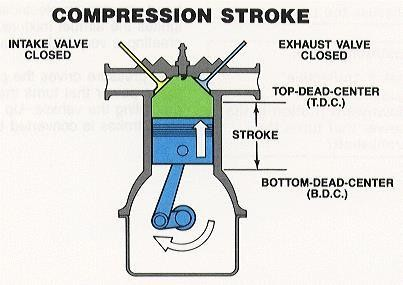 COMPRESSION STROKE
INTAKE VALVE
CLOSED
EXHAUST VALVE
CLOSED
TOP-DEAD-CENTER
(T.D.C.)
STROKE
BOTTOM-DEAD-CENTER
(B.D.C.)